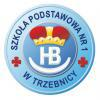 SZKOŁA PODSTAWOWA NR 1
HB
W TRZEBNICY